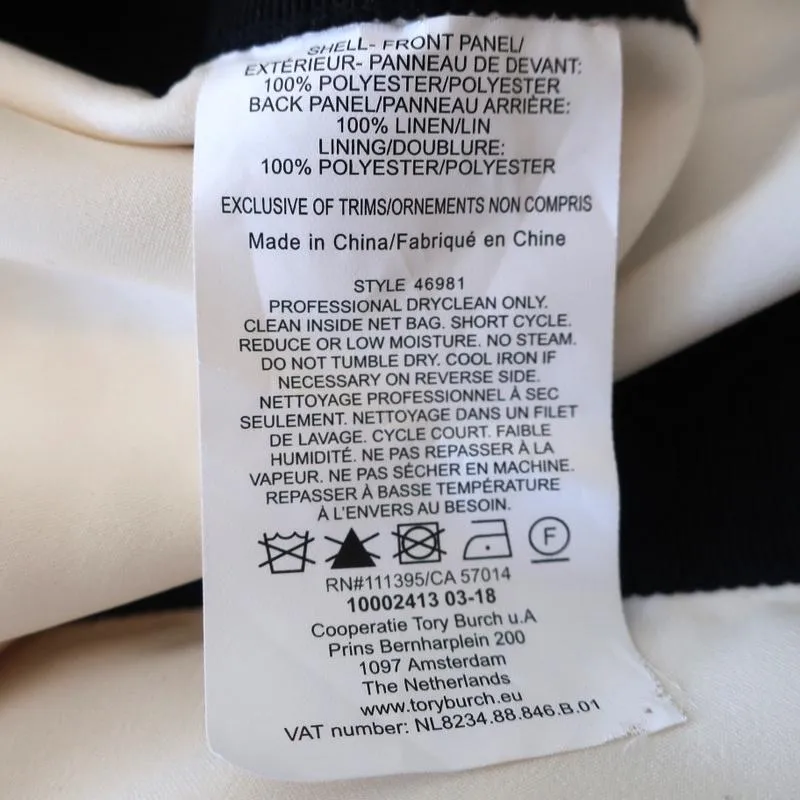 SHELL- FRONT PANEL/
EXTÉRIEUR- PANNEAU DE DEVANT:
100% POLYESTER/POLYESTER
BACK PANEL/PANNEAU ARRIÈRE:
100% LINEN/LIN
LINING/DOUBLURE:
100% POLYESTER/POLYESTER
EXCLUSIVE OF TRIMS/ORNEMENTS NON COMPRIS
Made in China/Fabriqué en Chine
STYLE 46981
PROFESSIONAL DRYCLEAN ONLY.
CLEAN INSIDE NET BAG. SHORT CYCLE.
REDUCE OR LOW MOISTURE. NO STEAM.
DO NOT TUMBLE DRY. COOL IRON IF
NECESSARY ON REVERSE SIDE.
NETTOYAGE PROFESSIONNEL À SEC
SEULEMENT. NETTOYAGE DANS UN FILET
DE LAVAGE. CYCLE COURT. FAIBLE
HUMIDITÉ. NE PAS REPASSER À LA
VAPEUR. NE PAS SÉCHER EN MACHINE.
REPASSER À BASSE TEMPÉRATURE
À L'ENVERS AU BESOIN.
F
RN#111395/CA 57014
10002413 03-18
Cooperatie Tory Burch u.A
Prins Bernharplein 200
1097 Amsterdam
The Netherlands
www.toryburch.eu
VAT number: NL8234.88.846.B.01